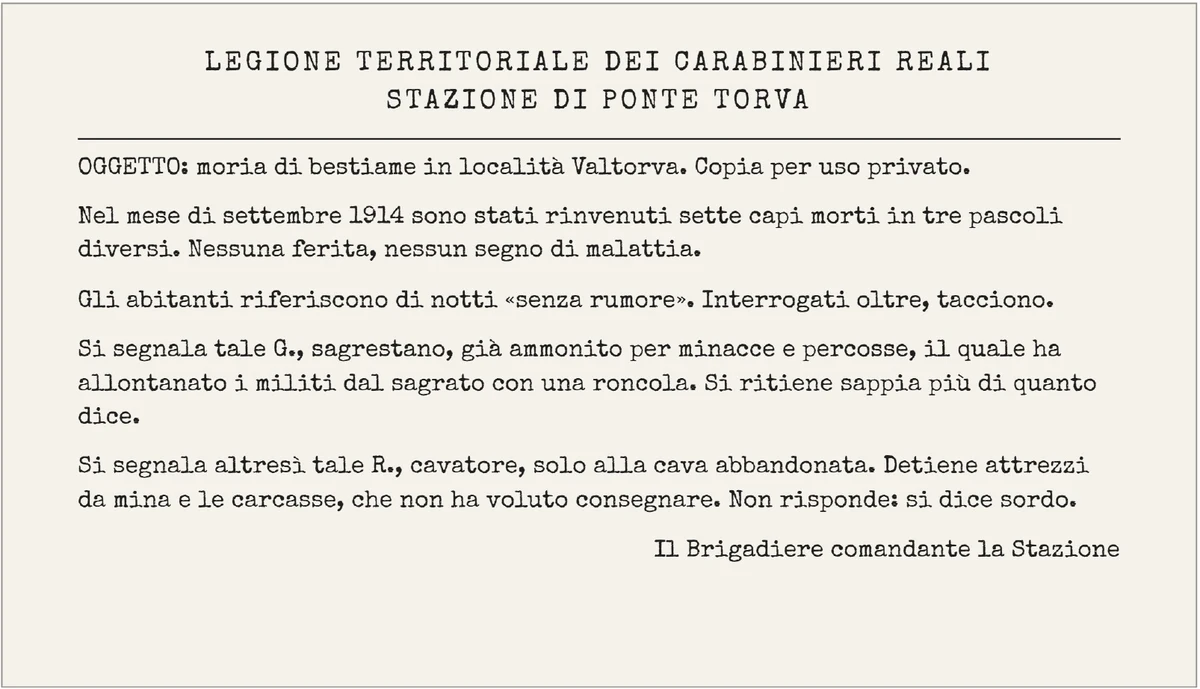 LEGIONE TERRITORIALE DEI CARABINIERI REALI
STAZIONE DI PONTE TORVA
OGGETTO: moria di bestiame in località Valtorva. Copia per uso privato.
Nel mese di settembre 1914 sono stati rinvenuti sette capi morti in tre pascoli
diversi. Nessuna ferita, nessun segno di malattia.
Gli abitanti riferiscono di notti «senza rumore». Interrogati oltre, tacciono.
Si segnala tale G., sagrestano, già ammonito per minacce e percosse, il quale ha
allontanato i militi dal sagrato con una roncola. Si ritiene sappia più di quanto
dice.
Si segnala altresì tale R., cavatore, solo alla cava abbandonata. Detiene attrezzi
da mina e le carcasse, che non ha voluto consegnare. Non risponde: si dice sordo.
Il Brigadiere comandante la Stazione